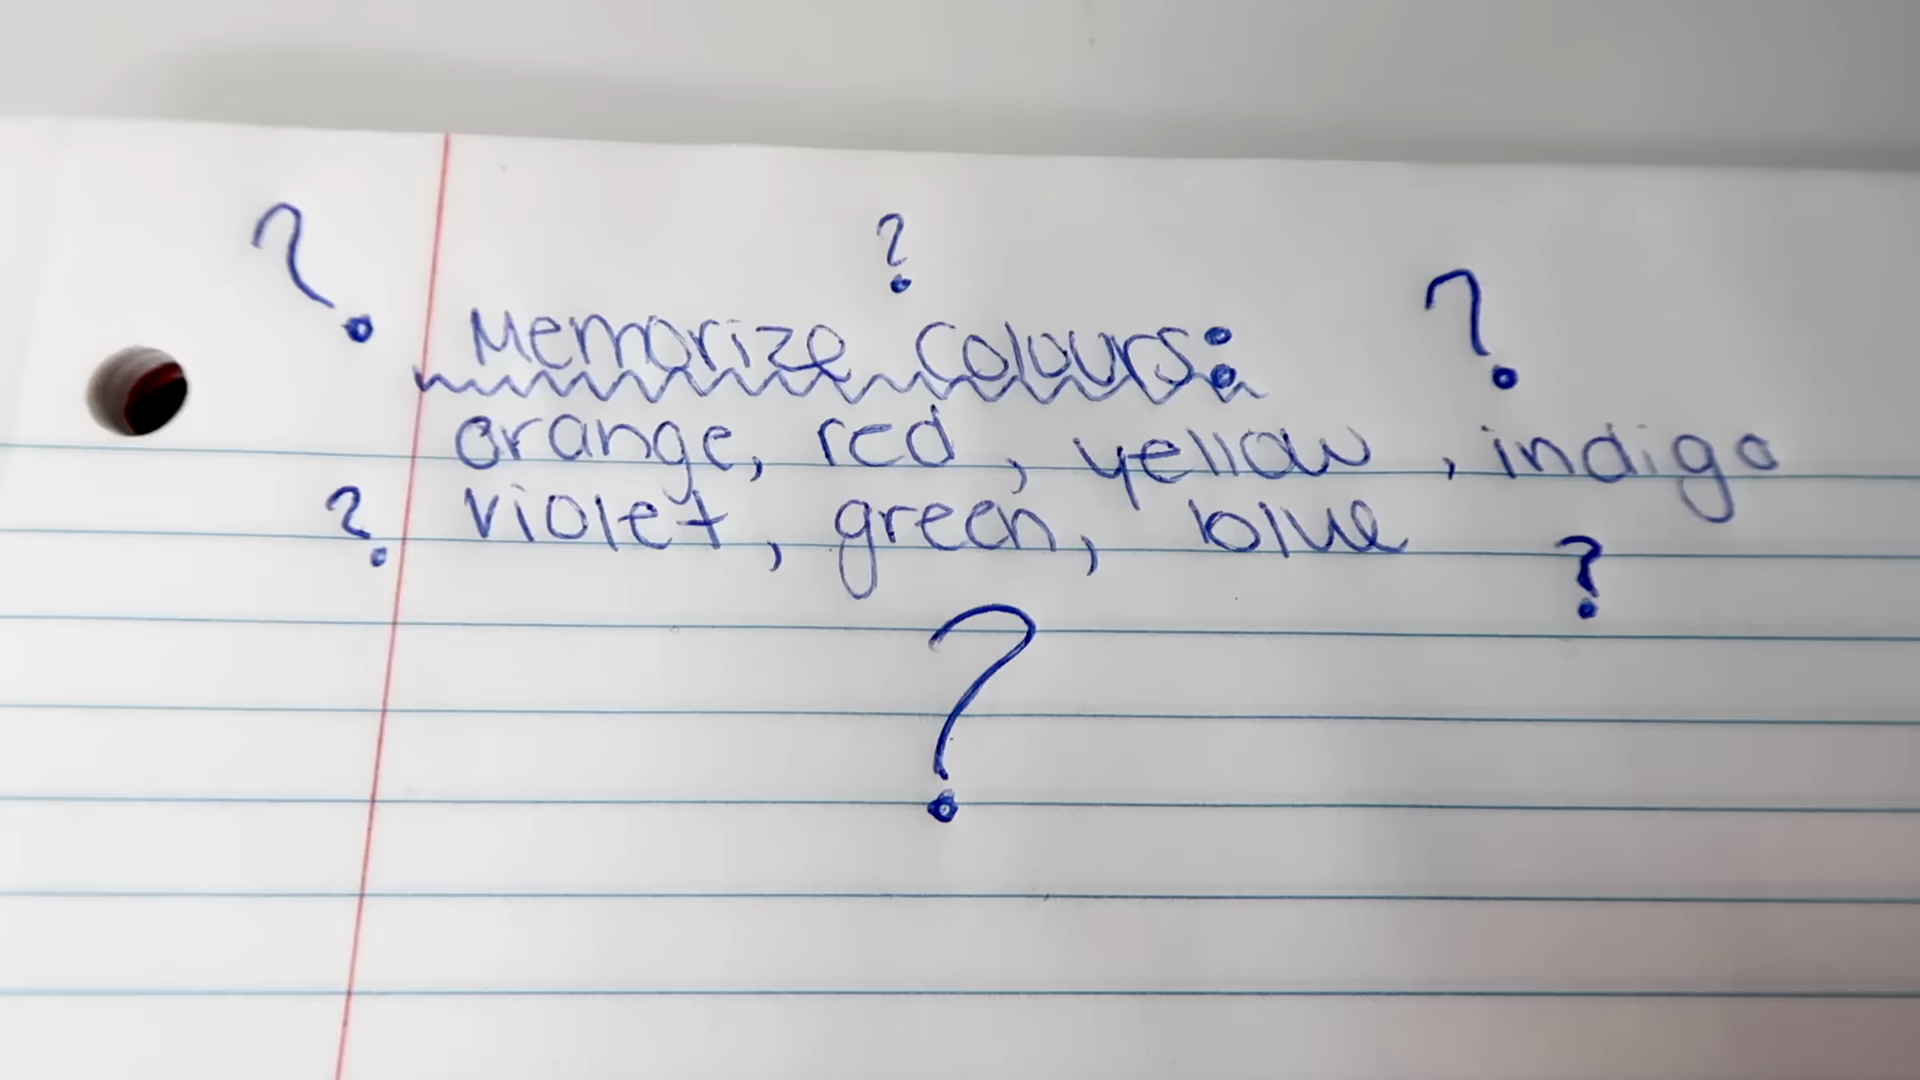 ? ? ?
Memorize colours:
orange, red, yellow, indigo
? violet, green, blue ?
?